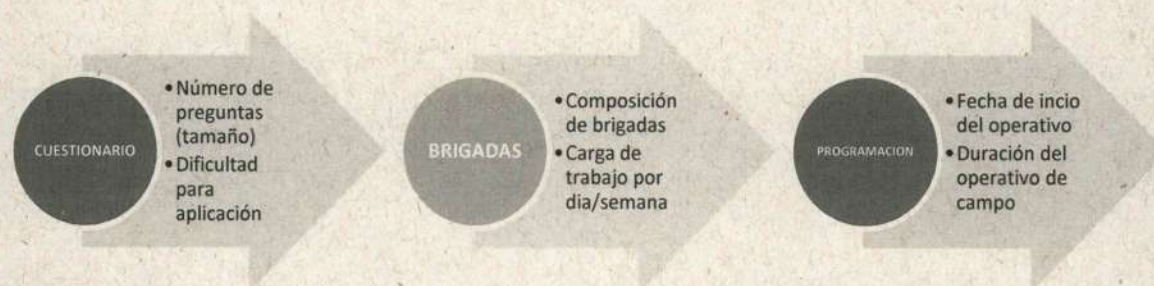 CUESTIONARIO
•Número de
preguntas
(tamaño)
•Dificultad
para
aplicación
BRIGADAS
•Composición
de brigadas
•Carga de
trabajo por
dia/semana
PROGRAMACION
•Fecha de incio
del operativo
•Duración del
operativo de
campo